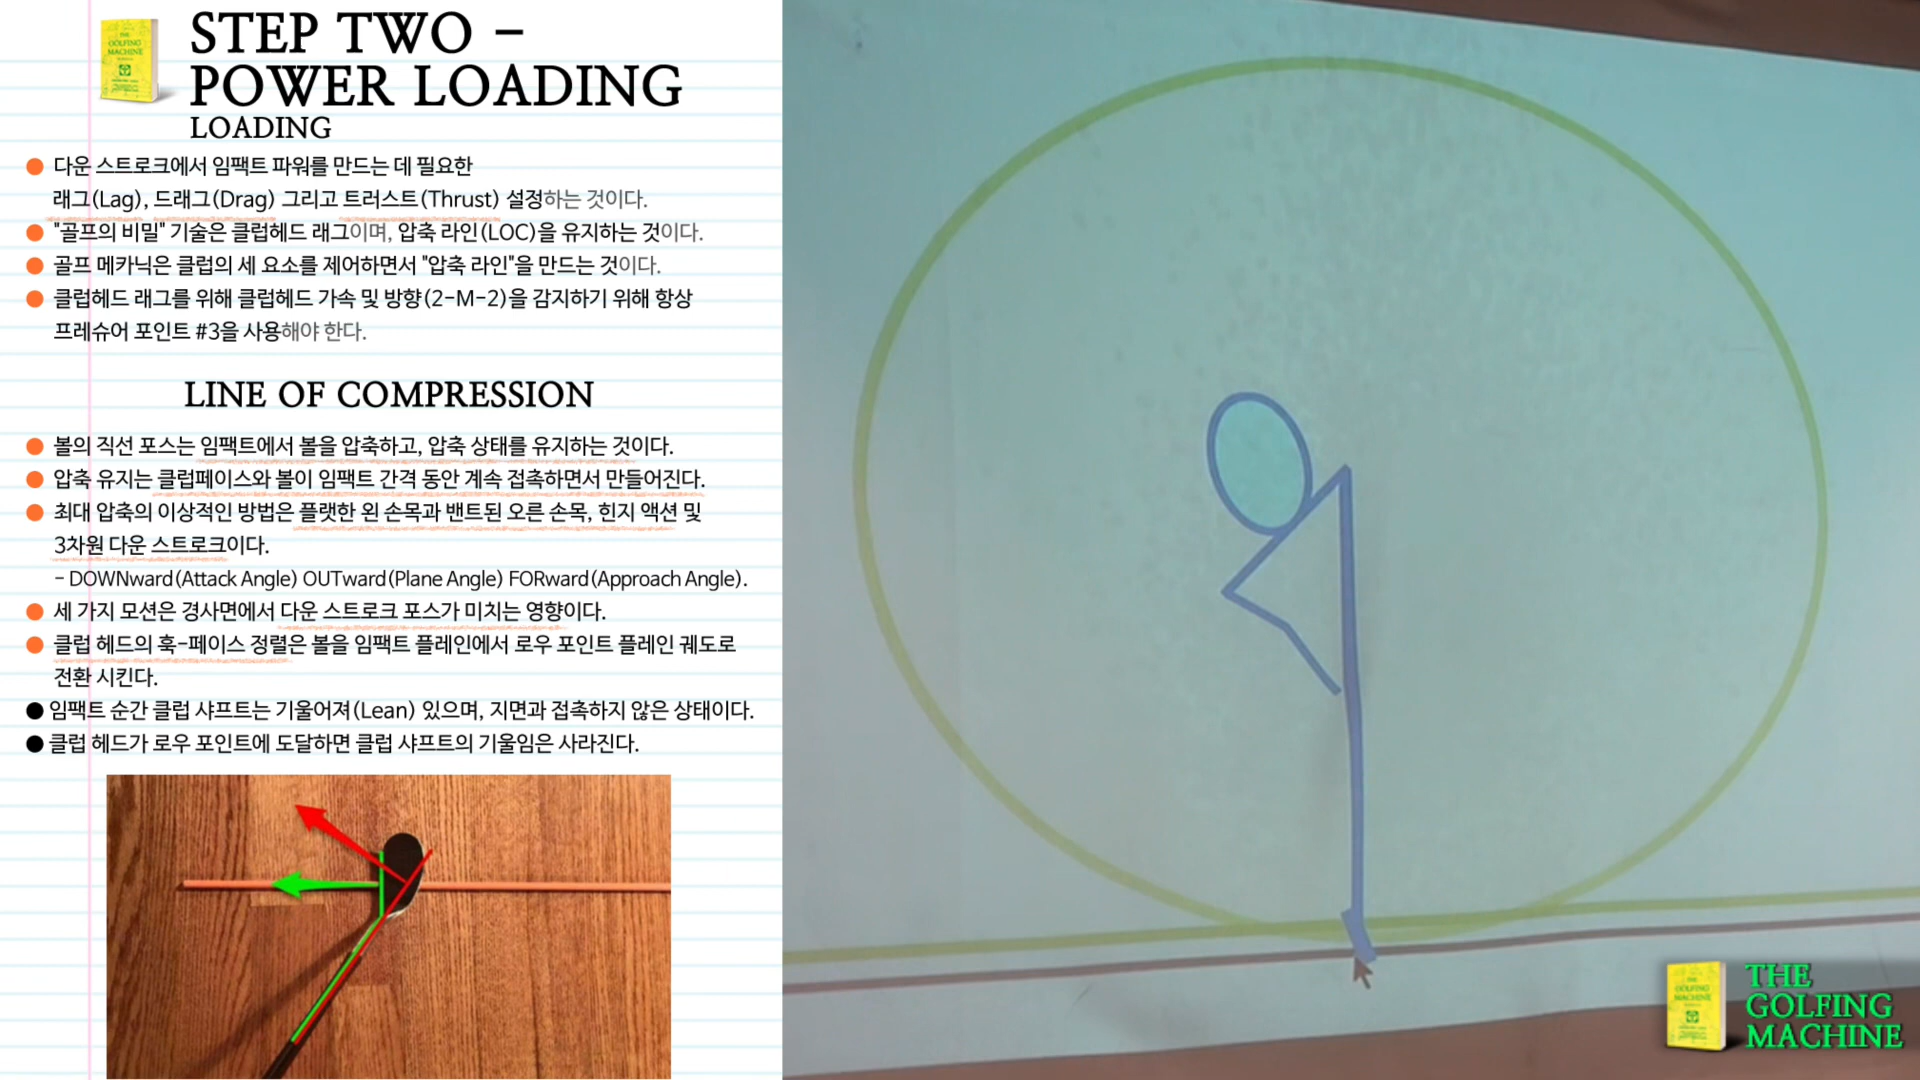 THE
GOLFING
MACHINE
STEP TWO –
POWER LOADING
LOADING
다운 스트로크에서 임팩트 파워를 만드는 데 필요한
래그(Lag), 드래그(Drag) 그리고 트러스트(Thrust) 설정하는 것이다.
"골프의 비밀" 기술은 클럽헤드 래그이며, 압축 라인(LOC)을 유지하는 것이다.
골프 메카닉은 클럽의 세 요소를 제어하면서 "압축 라인"을 만드는 것이다.
클럽헤드 래그를 위해 클럽헤드 가속 및 방향(2-M-2)을 감지하기 위해 항상
프레슈어 포인트 #3을 사용해야 한다.
LINE OF COMPRESSION
볼의 직선 포스는 임팩트에서 볼을 압축하고, 압축 상태를 유지하는 것이다.
압축 유지는 클럽페이스와 볼이 임팩트 간격 동안 계속 접촉하면서 만들어진다.
최대 압축의 이상적인 방법은 플랫한 왼 손목과 밴트된 오른 손목, 힌지 액션 및
3차원 다운 스트로크이다.
- DOWNward(Attack Angle) OUTward(Plane Angle) FORward(Approach Angle).
세 가지 모션은 경사면에서 다운 스트로크 포스가 미치는 영향이다.
클럽 헤드의 훅-페이스 정렬은 볼을 임팩트 플레인에서 로우 포인트 플레인 궤도로
전환 시킨다.
임팩트 순간 클럽 샤프트는 기울어져(Lean) 있으며, 지면과 접촉하지 않은 상태이다.
클럽 헤드가 로우 포인트에 도달하면 클럽 샤프트의 기울임은 사라진다.
THE
GOLFING
MACHINE
THE
GOLFING
MACHINE